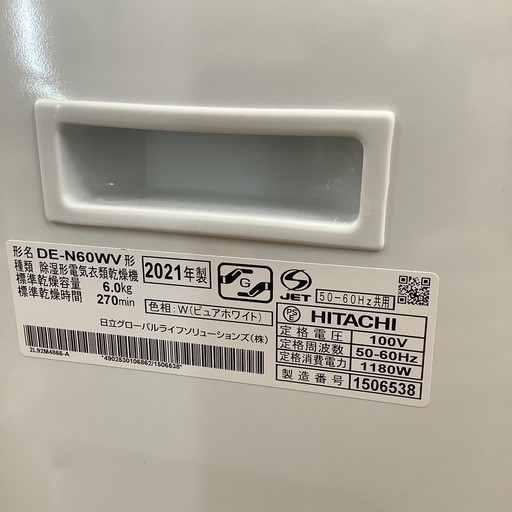 形名 DE-N60WV 形
種類 除湿形電気衣類乾燥機
標準乾燥容量 6.0kg
標準乾燥時間 270min
2021年製
G
S
JET
50-60Hz共用
色相:W(ピュアホワイト)
日立グローバルライフソリューションズ(株)
2L92M4866-A
*4902530106862/1506538*
PS
E
HITACHI
定格電圧 100V
定格周波数 50-60Hz
定格消費電力 1180W
製造番号 1506538